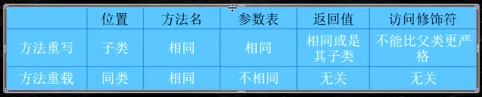 位置 方法名 参数表 返回值 访问修饰符
方法重写 子类 相同 相同 相同或是其子类 不能比父类更严格
方法重载 同类 相同 不相同 无关 无关